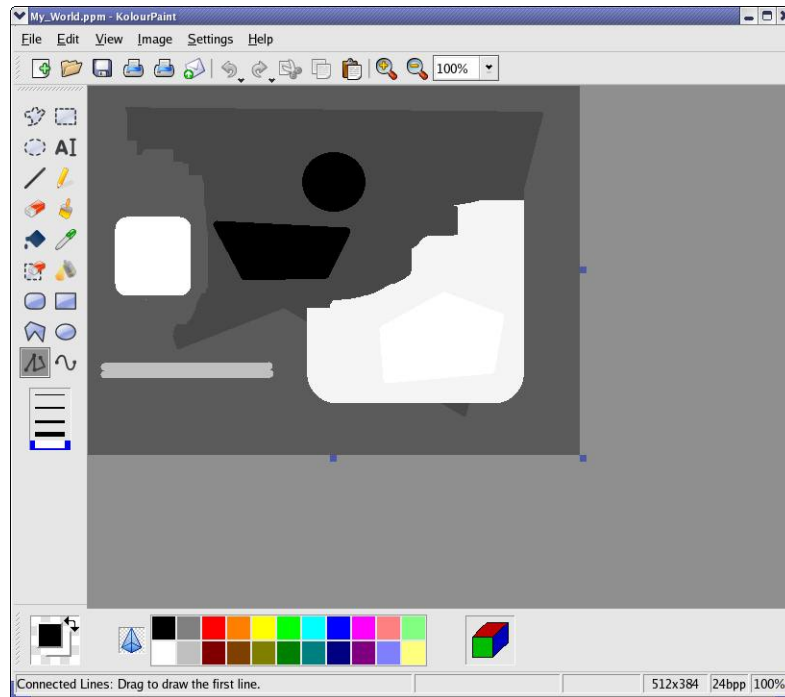 My_World.ppm - KolourPaint
File Edit View Image Settings Help
100%
AI
Connected Lines: Drag to draw the first line.
512x384 24bpp 100%